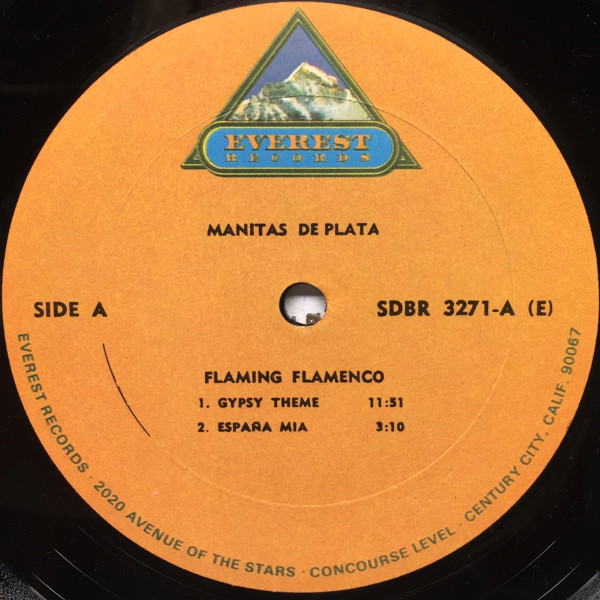 EVEREST
RECORDS
MANITAS DE PLATA
SIDE A
SDBR 3271-A (E)
FLAMING FLAMENCO
1. GYPSY THEME 11:51
2. ESPAÑA MIA 3:10
EVEREST RECORDS · 2020 AVENUE OF THE STARS · CONCOURSE LEVEL · CENTURY CITY, CALIF. 90067